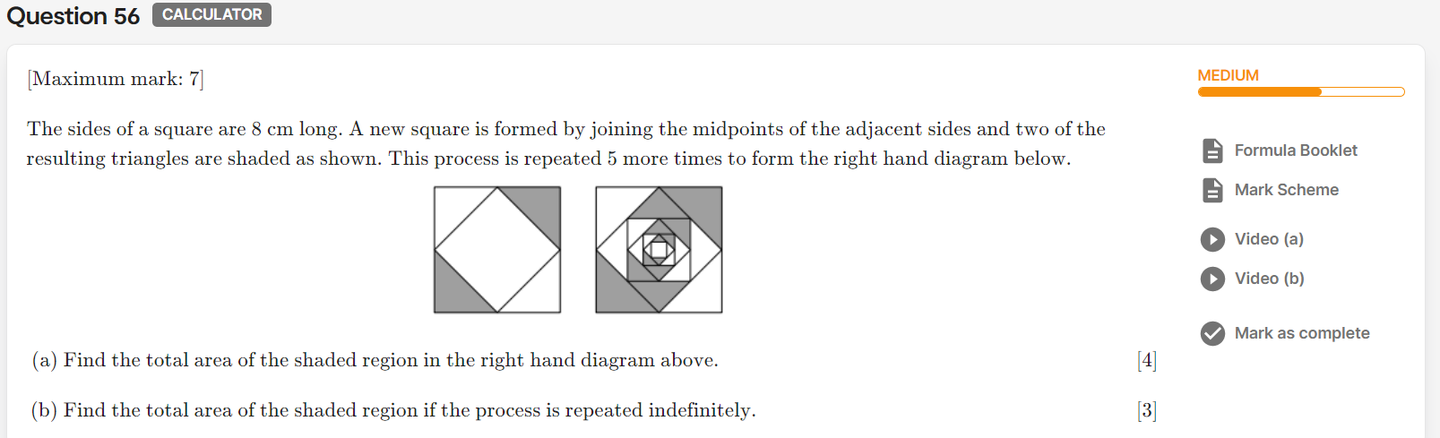 Question 56 CALCULATOR
[Maximum mark: 7]
MEDIUM
The sides of a square are 8 cm long. A new square is formed by joining the midpoints of the adjacent sides and two of the
resulting triangles are shaded as shown. This process is repeated 5 more times to form the right hand diagram below.
Formula Booklet
Mark Scheme
Video (a)
Video (b)
Mark as complete
(a) Find the total area of the shaded region in the right hand diagram above. [4]
(b) Find the total area of the shaded region if the process is repeated indefinitely. [3]